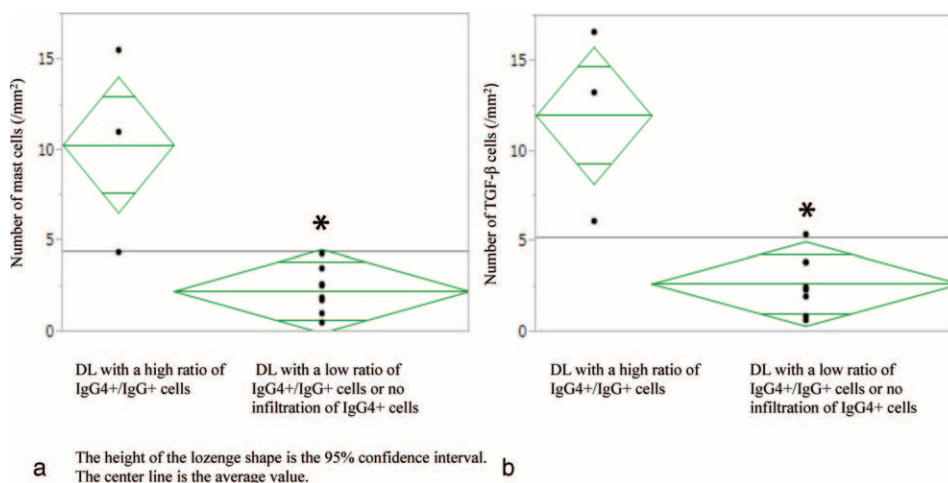 Number of mast cells (/mm²)
15
10
5
0
*
DL with a high ratio of
IgG4+/IgG+ cells
DL with a low ratio of
IgG4+/IgG+ cells or no
infiltration of IgG4+ cells
a
The height of the lozenge shape is the 95% confidence interval.
The center line is the average value.
Number of TGF-β cells (/mm²)
15
10
5
0
*
DL with a high ratio of
IgG4+/IgG+ cells
DL with a low ratio of
IgG4+/IgG+ cells or no
infiltration of IgG4+ cells
b